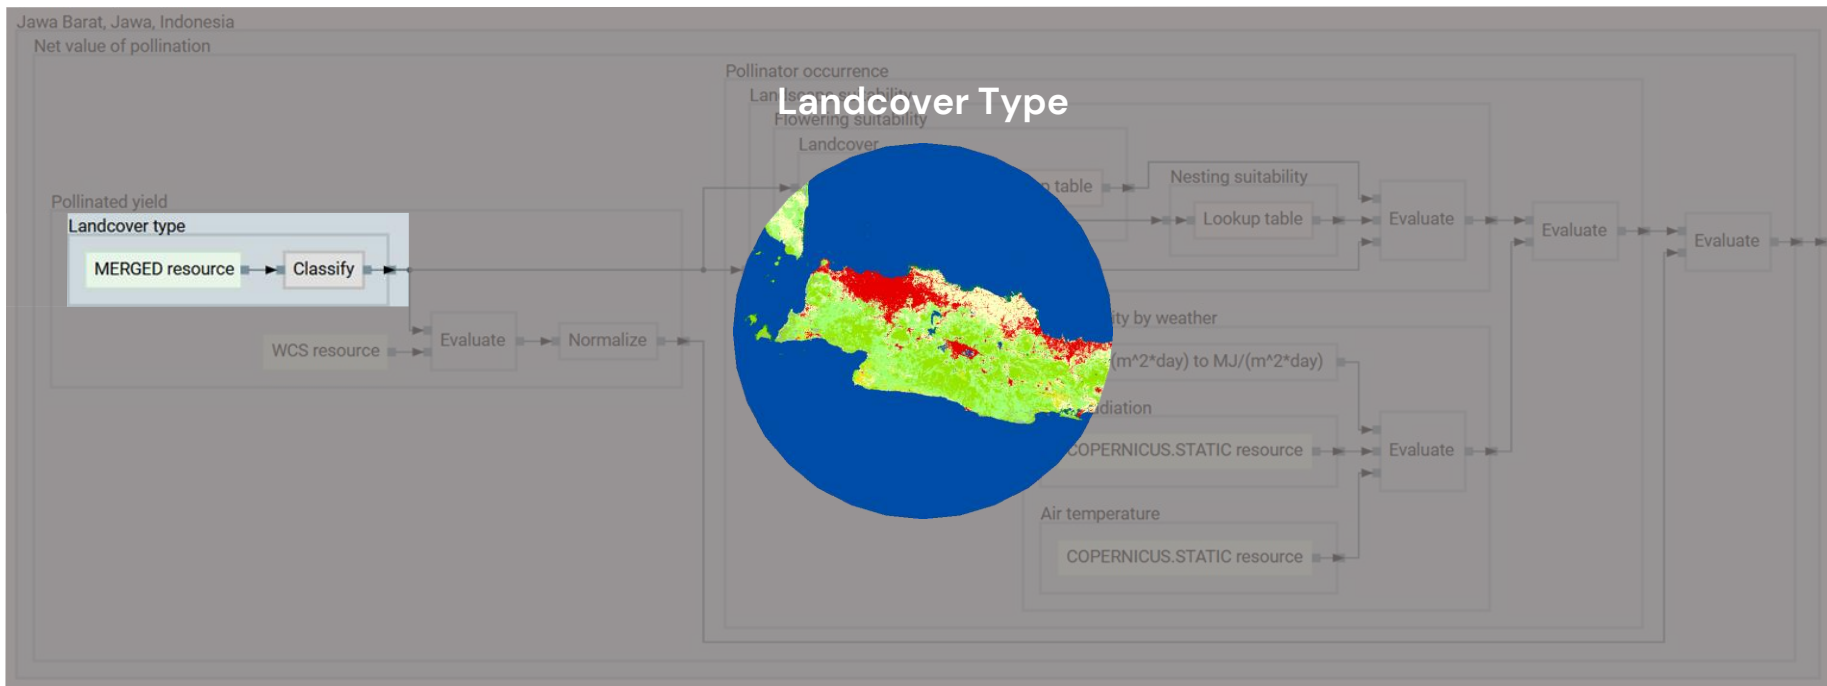 Jawa Barat, Jawa, Indonesia
Net value of pollination
Pollinator occurrence
Landscape suitability
Landcover Type
Flowering suitability
Landcover
Pollinated yield
Landcover type
MERGED resource
Classify
table
Nesting suitability
Lookup table
Evaluate
Evaluate
Evaluate
WCS resource
Evaluate
Normalize
by weather
(m^2*day) to MJ/(m^2*day)
COPERNICUS.STATIC resource
Evaluate
Air temperature
COPERNICUS.STATIC resource